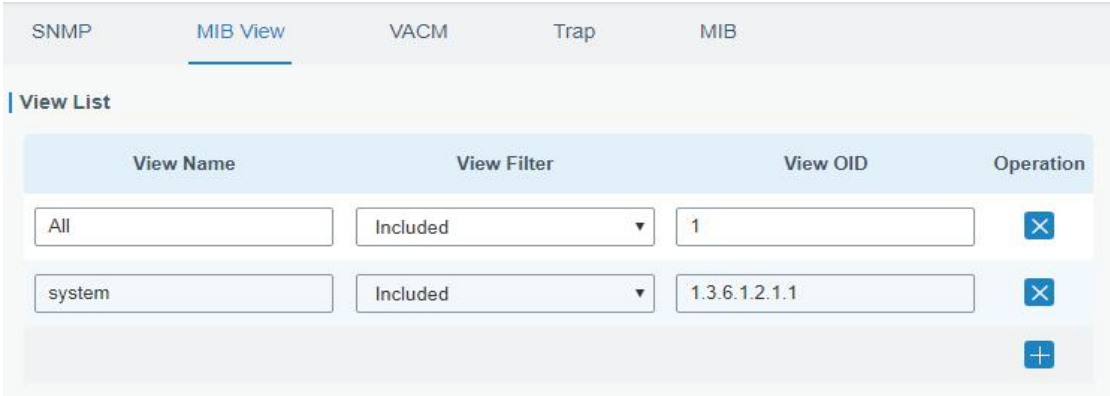 SNMP MIB View VACM Trap MIB
View List
View Name View Filter View OID Operation
All Included 1
system Included 1.3.6.1.2.1.1